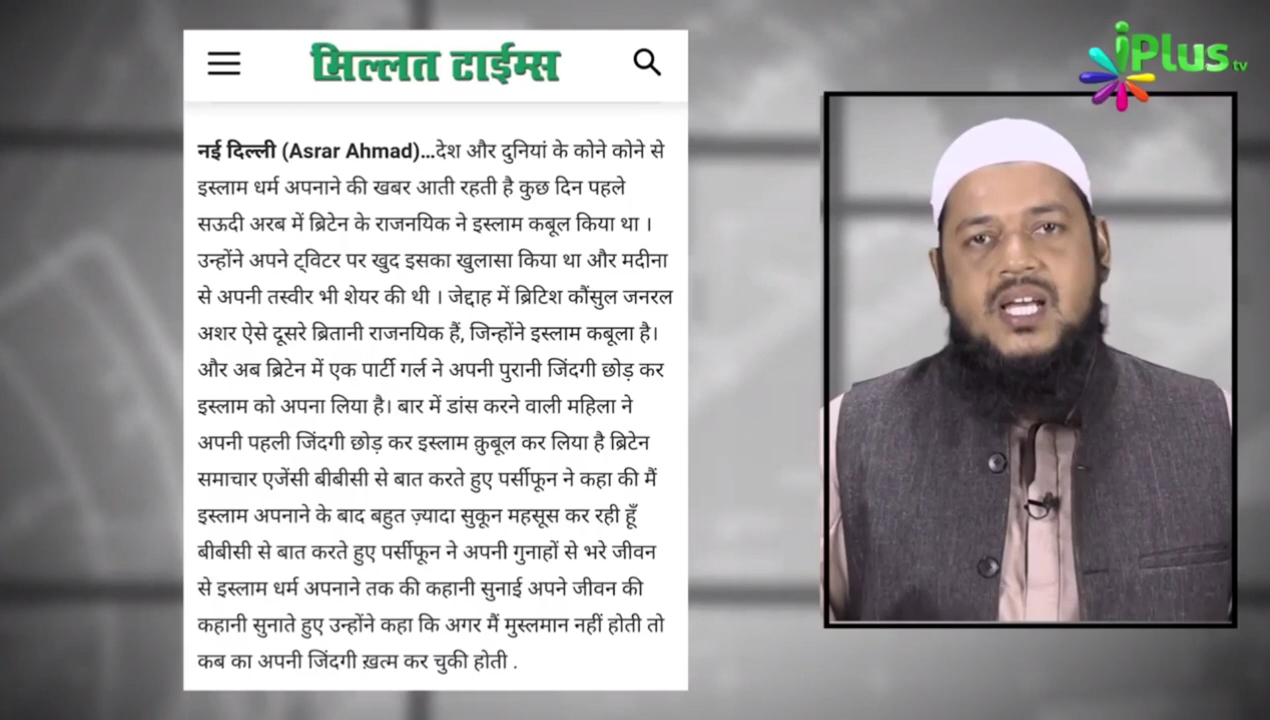 मिल्लत टाईम्स
iPlus tv
नई दिल्ली (Asrar Ahmad)...देश और दुनियां के कोने कोने से
इस्लाम धर्म अपनाने की खबर आती रहती है कुछ दिन पहले
सऊदी अरब में ब्रिटेन के राजनयिक ने इस्लाम कबूल किया था ।
उन्होंने अपने ट्विटर पर खुद इसका खुलासा किया था और मदीना
से अपनी तस्वीर भी शेयर की थी । जेद्दाह में ब्रिटिश कौंसुल जनरल
अशर ऐसे दूसरे ब्रितानी राजनयिक हैं, जिन्होंने इस्लाम कबूला है।
और अब ब्रिटेन में एक पार्टी गर्ल ने अपनी पुरानी जिंदगी छोड़ कर
इस्लाम को अपना लिया है। बार में डांस करने वाली महिला ने
अपनी पहली जिंदगी छोड़ कर इस्लाम क़ुबूल कर लिया है ब्रिटेन
समाचार एजेंसी बीबीसी से बात करते हुए पर्सीफून ने कहा की मैं
इस्लाम अपनाने के बाद बहुत ज़्यादा सुकून महसूस कर रही हूँ
बीबीसी से बात करते हुए पर्सीफून ने अपनी गुनाहों से भरे जीवन
से इस्लाम धर्म अपनाने तक की कहानी सुनाई अपने जीवन की
कहानी सुनाते हुए उन्होंने कहा कि अगर मैं मुस्लमान नहीं होती तो
कब का अपनी जिंदगी ख़त्म कर चुकी होती .